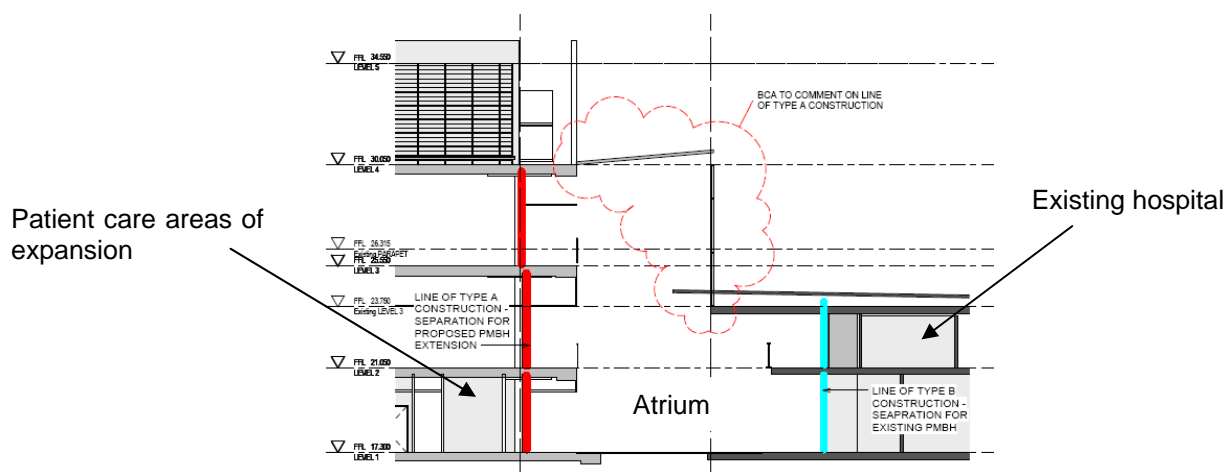 FFL 34.550
LEVEL 5
BCA TO COMMENT ON LINE
OF TYPE A CONSTRUCTION
FFL 30.050
LEVEL 4
Patient care areas of
expansion
Existing hospital
FFL 26.315
Existing PARAPET
FFL 25.550
LEVEL 3
FFL 23.750
Existing LEVEL 3
LINE OF TYPE A
CONSTRUCTION -
SEPARATION FOR
PROPOSED PMBH
EXTENSION
FFL 21.050
LEVEL 2
Atrium
LINE OF TYPE B
CONSTRUCTION -
SEAPRATION FOR
EXISTING PMBH
FFL 17.300
LEVEL 1